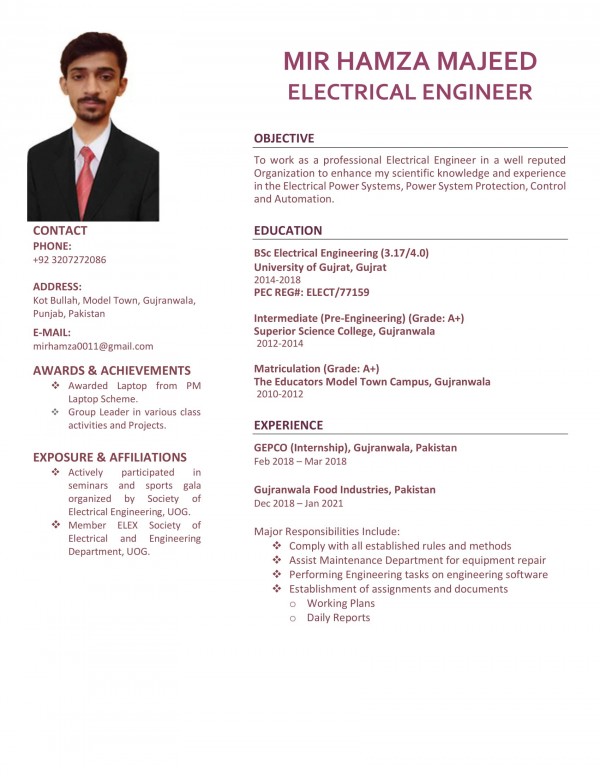 MIR HAMZA MAJEED
ELECTRICAL ENGINEER
CONTACT
PHONE:
+92 3207272086
ADDRESS:
Kot Bullah, Model Town, Gujranwala,
Punjab, Pakistan
E-MAIL:
mirhamza0011@gmail.com
AWARDS & ACHIEVEMENTS
❖ Awarded Laptop from PM
Laptop Scheme.
❖ Group Leader in various class
activities and Projects.
EXPOSURE & AFFILIATIONS
❖ Actively participated in
seminars and sports gala
organized by Society of
Electrical Engineering, UOG.
❖ Member ELEX Society of
Electrical and Engineering
Department, UOG.
OBJECTIVE
To work as a professional Electrical Engineer in a well reputed
Organization to enhance my scientific knowledge and experience
in the Electrical Power Systems, Power System Protection, Control
and Automation.
EDUCATION
BSc Electrical Engineering (3.17/4.0)
University of Gujrat, Gujrat
2014-2018
PEC REG#: ELECT/77159
Intermediate (Pre-Engineering) (Grade: A+)
Superior Science College, Gujranwala
2012-2014
Matriculation (Grade: A+)
The Educators Model Town Campus, Gujranwala
2010-2012
EXPERIENCE
GEPCO (Internship), Gujranwala, Pakistan
Feb 2018 – Mar 2018
Gujranwala Food Industries, Pakistan
Dec 2018 – Jan 2021
Major Responsibilities Include:
❖ Comply with all established rules and methods
❖ Assist Maintenance Department for equipment repair
❖ Performing Engineering tasks on engineering software
❖ Establishment of assignments and documents
o Working Plans
o Daily Reports